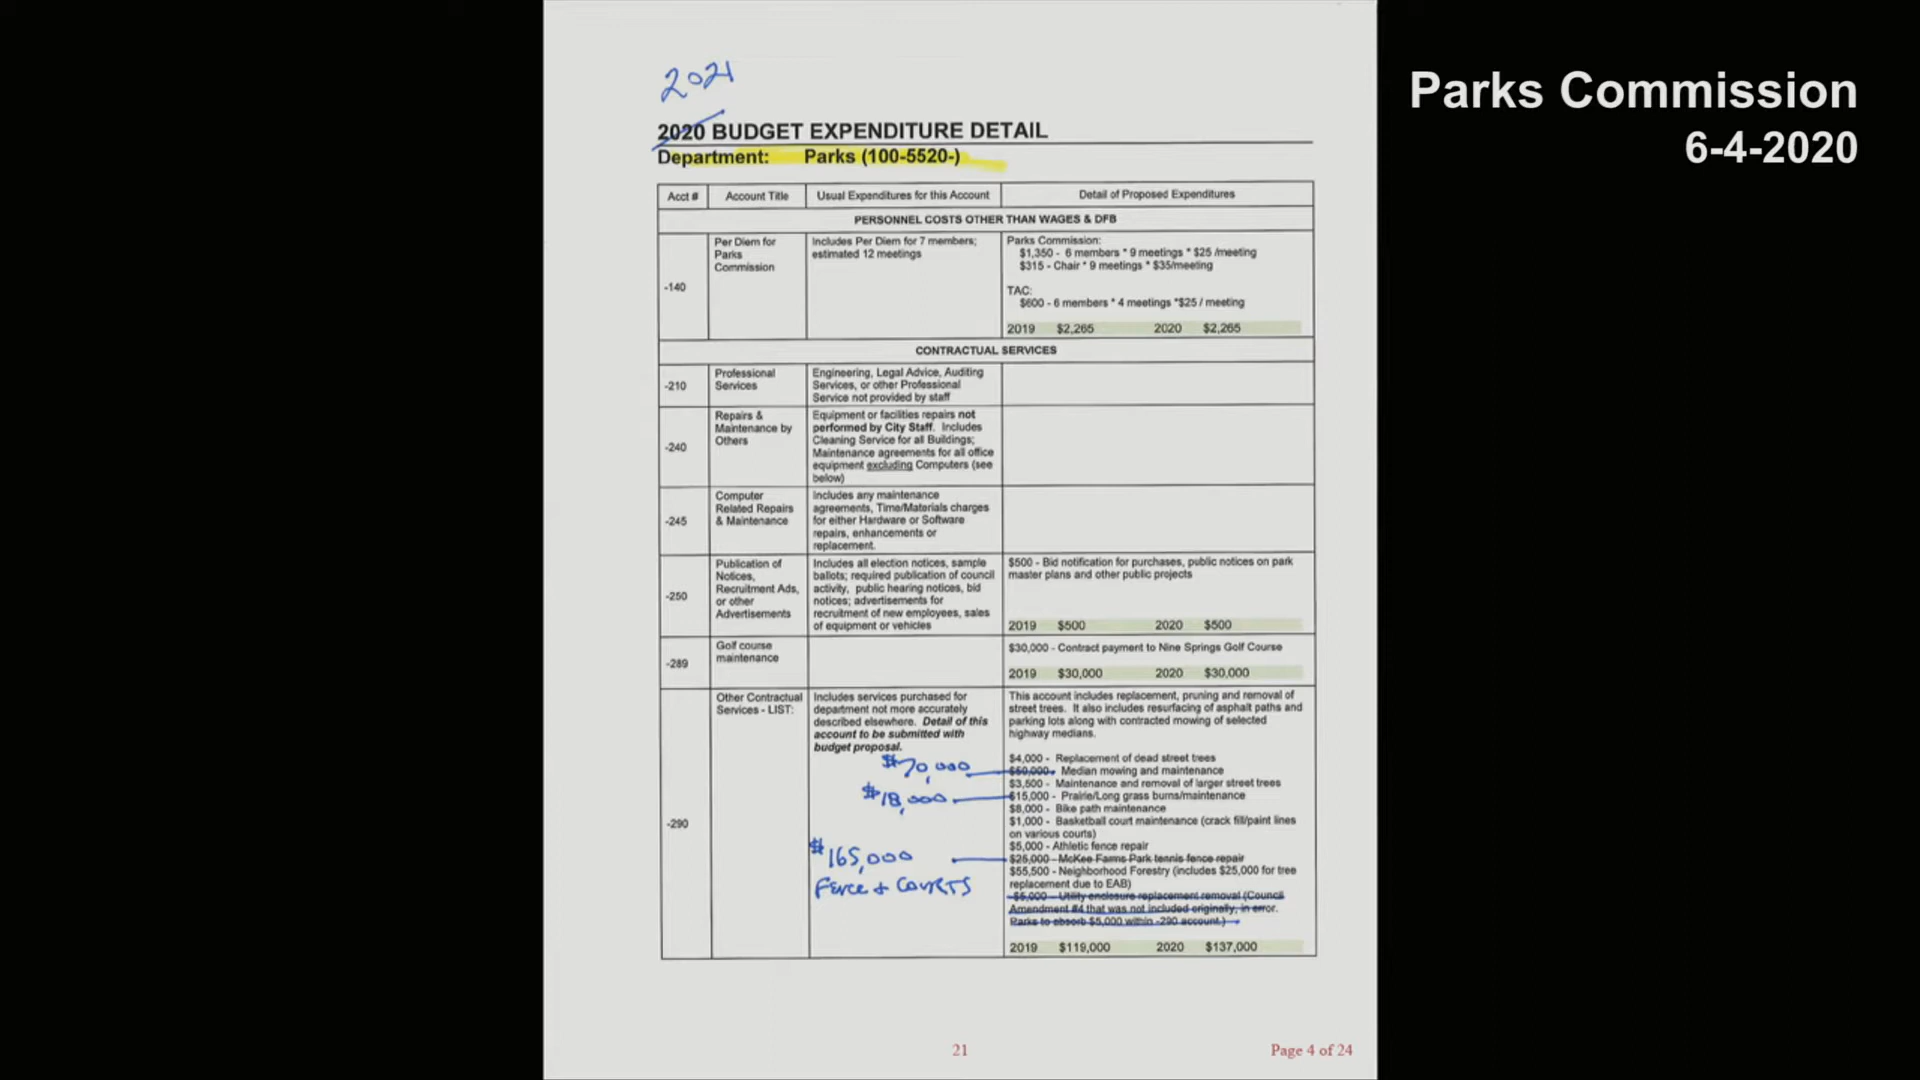 Parks Commission
6-4-2020
2021
2020 BUDGET EXPENDITURE DETAIL
Department: Parks (100-5520-)
Acct # Account Title Usual Expenditures for this Account Detail of Proposed Expenditures
PERSONNEL COSTS OTHER THAN WAGES & DFB
-140
Per Diem for
Parks
Commission
Includes Per Diem for 7 members;
estimated 12 meetings
Parks Commission:
$1,350 - 6 members * 9 meetings * $25 /meeting
$315 - Chair * 9 meetings * $35/meeting
TAC:
$600 - 6 members * 4 meetings *$25 / meeting
2019 $2,265 2020 $2,265
CONTRACTUAL SERVICES
-210
Professional
Services
Engineering, Legal Advice, Auditing
Services, or other Professional
Service not provided by staff
-240
Repairs &
Maintenance by
Others
Equipment or facilities repairs not
performed by City Staff. Includes
Cleaning Service for all Buildings;
Maintenance agreements for all office
equipment excluding Computers (see
below)
-245
Computer
Related Repairs
& Maintenance
Includes any maintenance
agreements, Time/Materials charges
for either Hardware or Software
repairs, enhancements or
replacement.
-250
Publication of
Notices,
Recruitment Ads,
or other
Advertisements
Includes all election notices, sample
ballots; required publication of council
activity, public hearing notices, bid
notices; advertisements for
recruitment of new employees, sales
of equipment or vehicles
$500 - Bid notification for purchases, public notices on park
master plans and other public projects
2019 $500 2020 $500
-289
Golf course
maintenance
$30,000 - Contract payment to Nine Springs Golf Course
2019 $30,000 2020 $30,000
-290
Other Contractual
Services - LIST:
Includes services purchased for
department not more accurately
described elsewhere. Detail of this
account to be submitted with
budget proposal.
$70,000
$18,000
$165,000
Fence + Courts
This account includes replacement, pruning and removal of
street trees. It also includes resurfacing of asphalt paths and
parking lots along with contracted mowing of selected
highway medians.
$4,000 - Replacement of dead street trees
$60,000 - Median mowing and maintenance
$3,500 - Maintenance and removal of larger street trees
$15,000 - Prairie/Long grass burns/maintenance
$8,000 - Bike path maintenance
$1,000 - Basketball court maintenance (crack fill/paint lines
on various courts)
$5,000 - Athletic fence repair
$25,000 - McKee Farms Park tennis fence repair
$55,500 - Neighborhood Forestry (includes $25,000 for tree
replacement due to EAB)
-$5,000 - Utility enclosure replacement removal (Council
Amendment #4 that was not included originally, in error.
Parks to absorb $5,000 within -290 account.)
2019 $119,000 2020 $137,000
21
Page 4 of 24